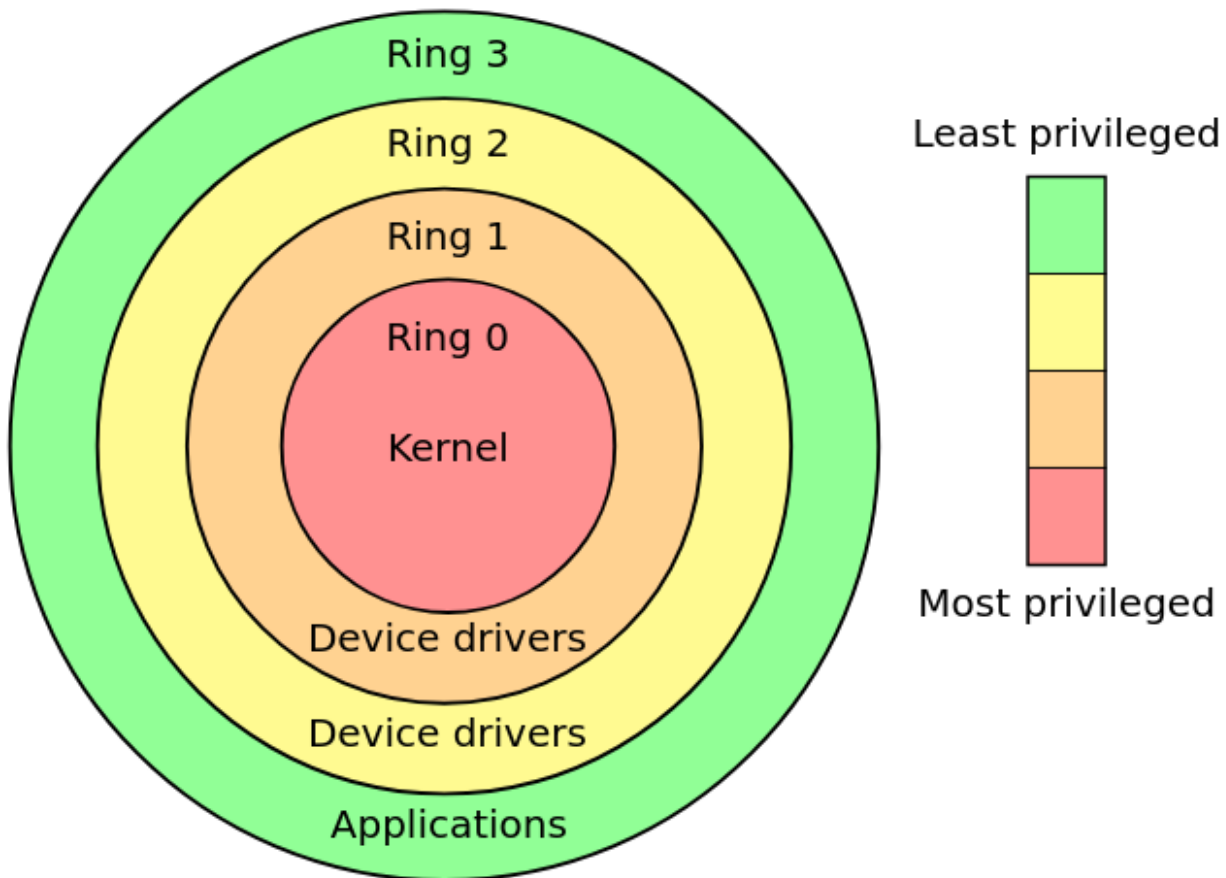 Ring 3
Ring 2
Ring 1
Ring 0
Kernel
Device drivers
Device drivers
Applications
Least privileged
Most privileged